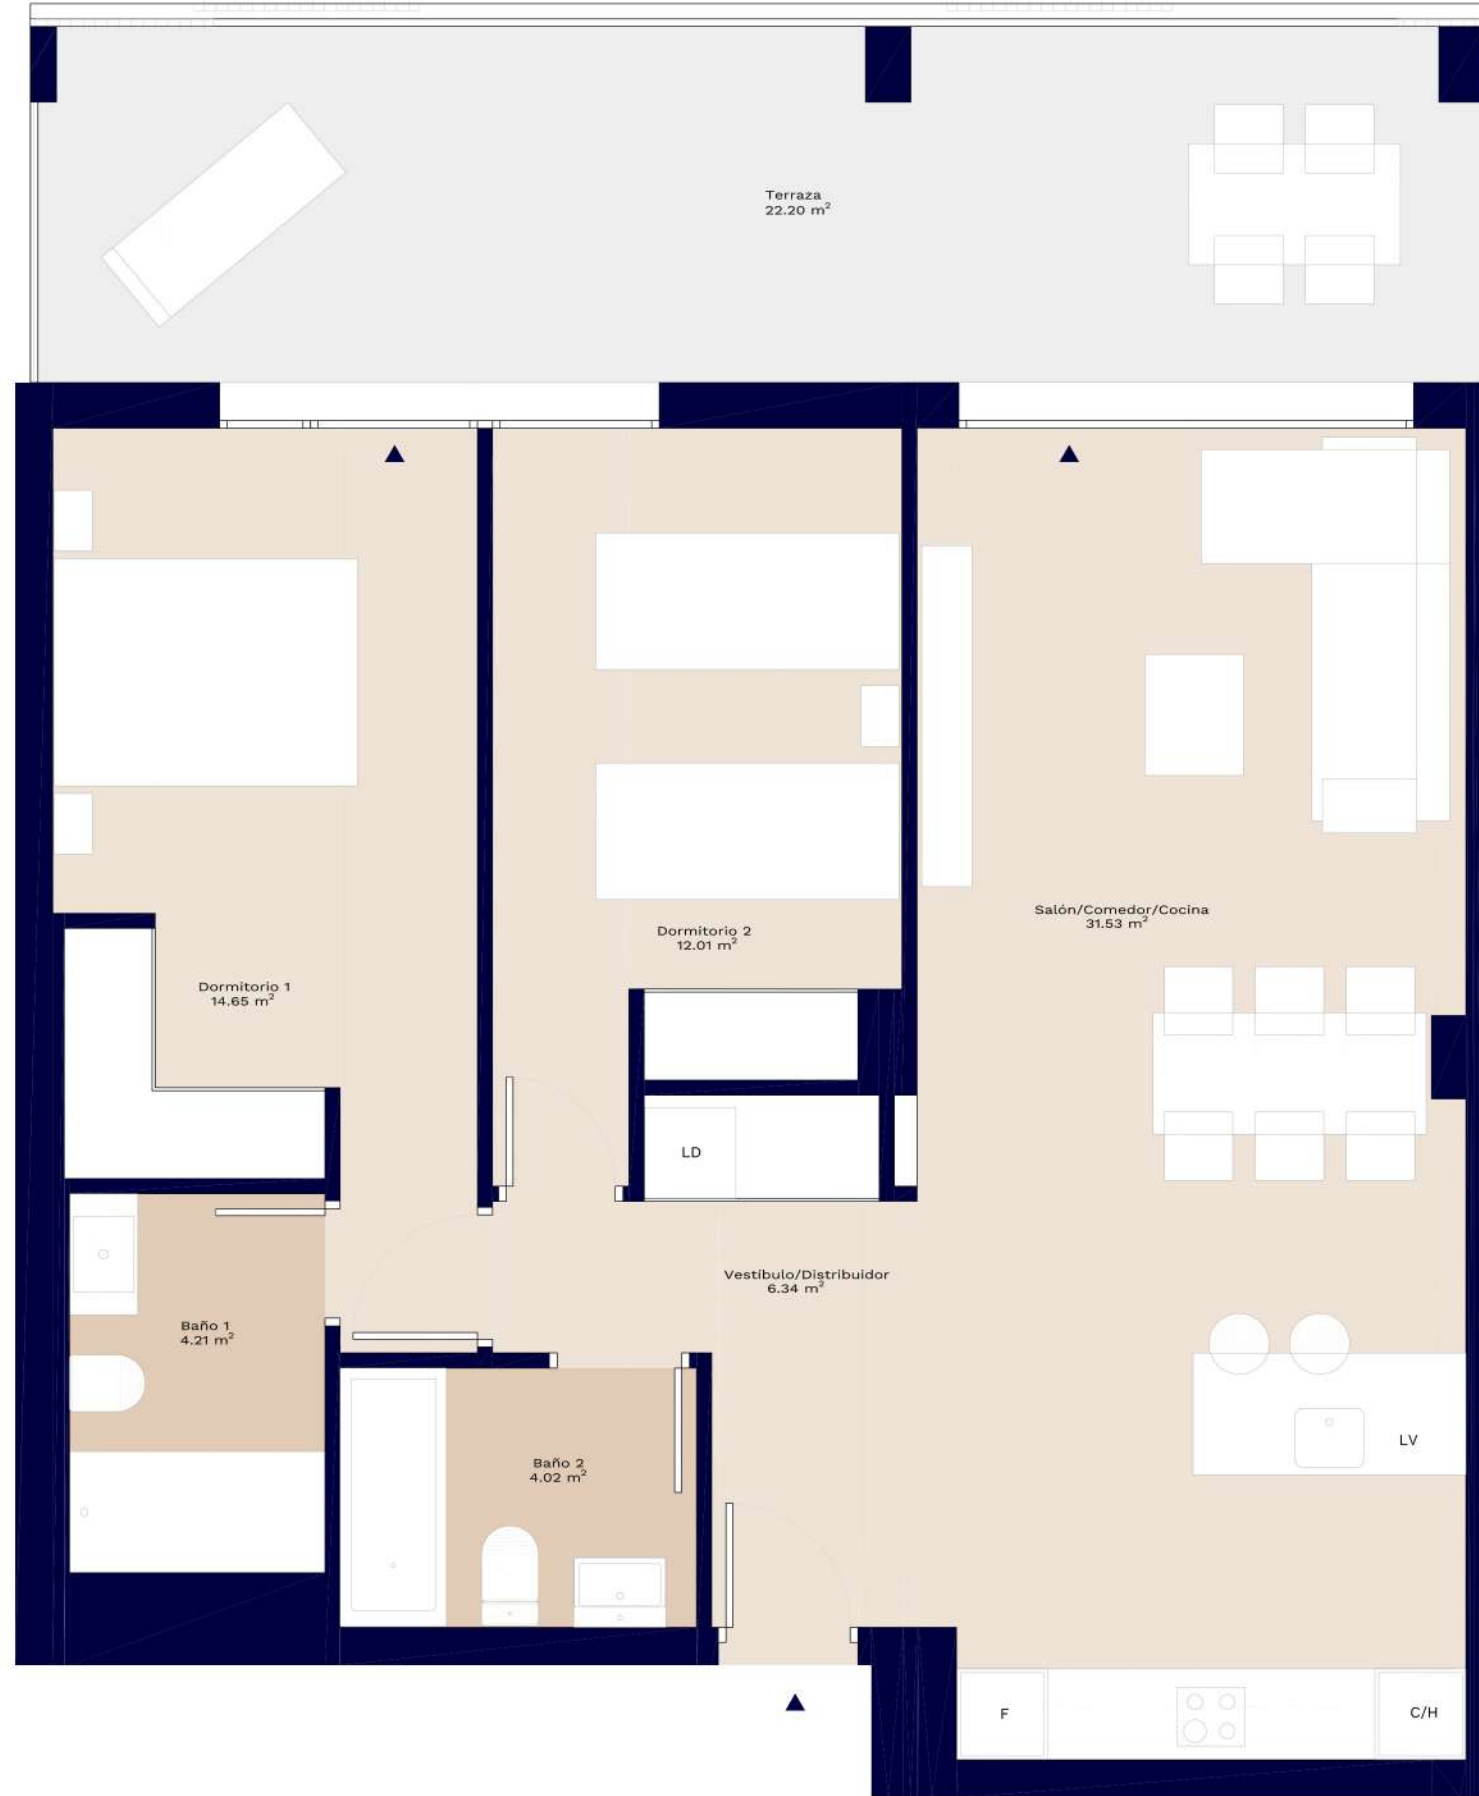 Terraza
22.20 m²
Salón/Comedor/Cocina
31.53 m²
Dormitorio 2
12.01 m²
Dormitorio 1
14.65 m²
LD
Vestíbulo/Distribuidor
6.34 m²
Baño 1
4.21 m²
LV
Baño 2
4.02 m²
F
C/H